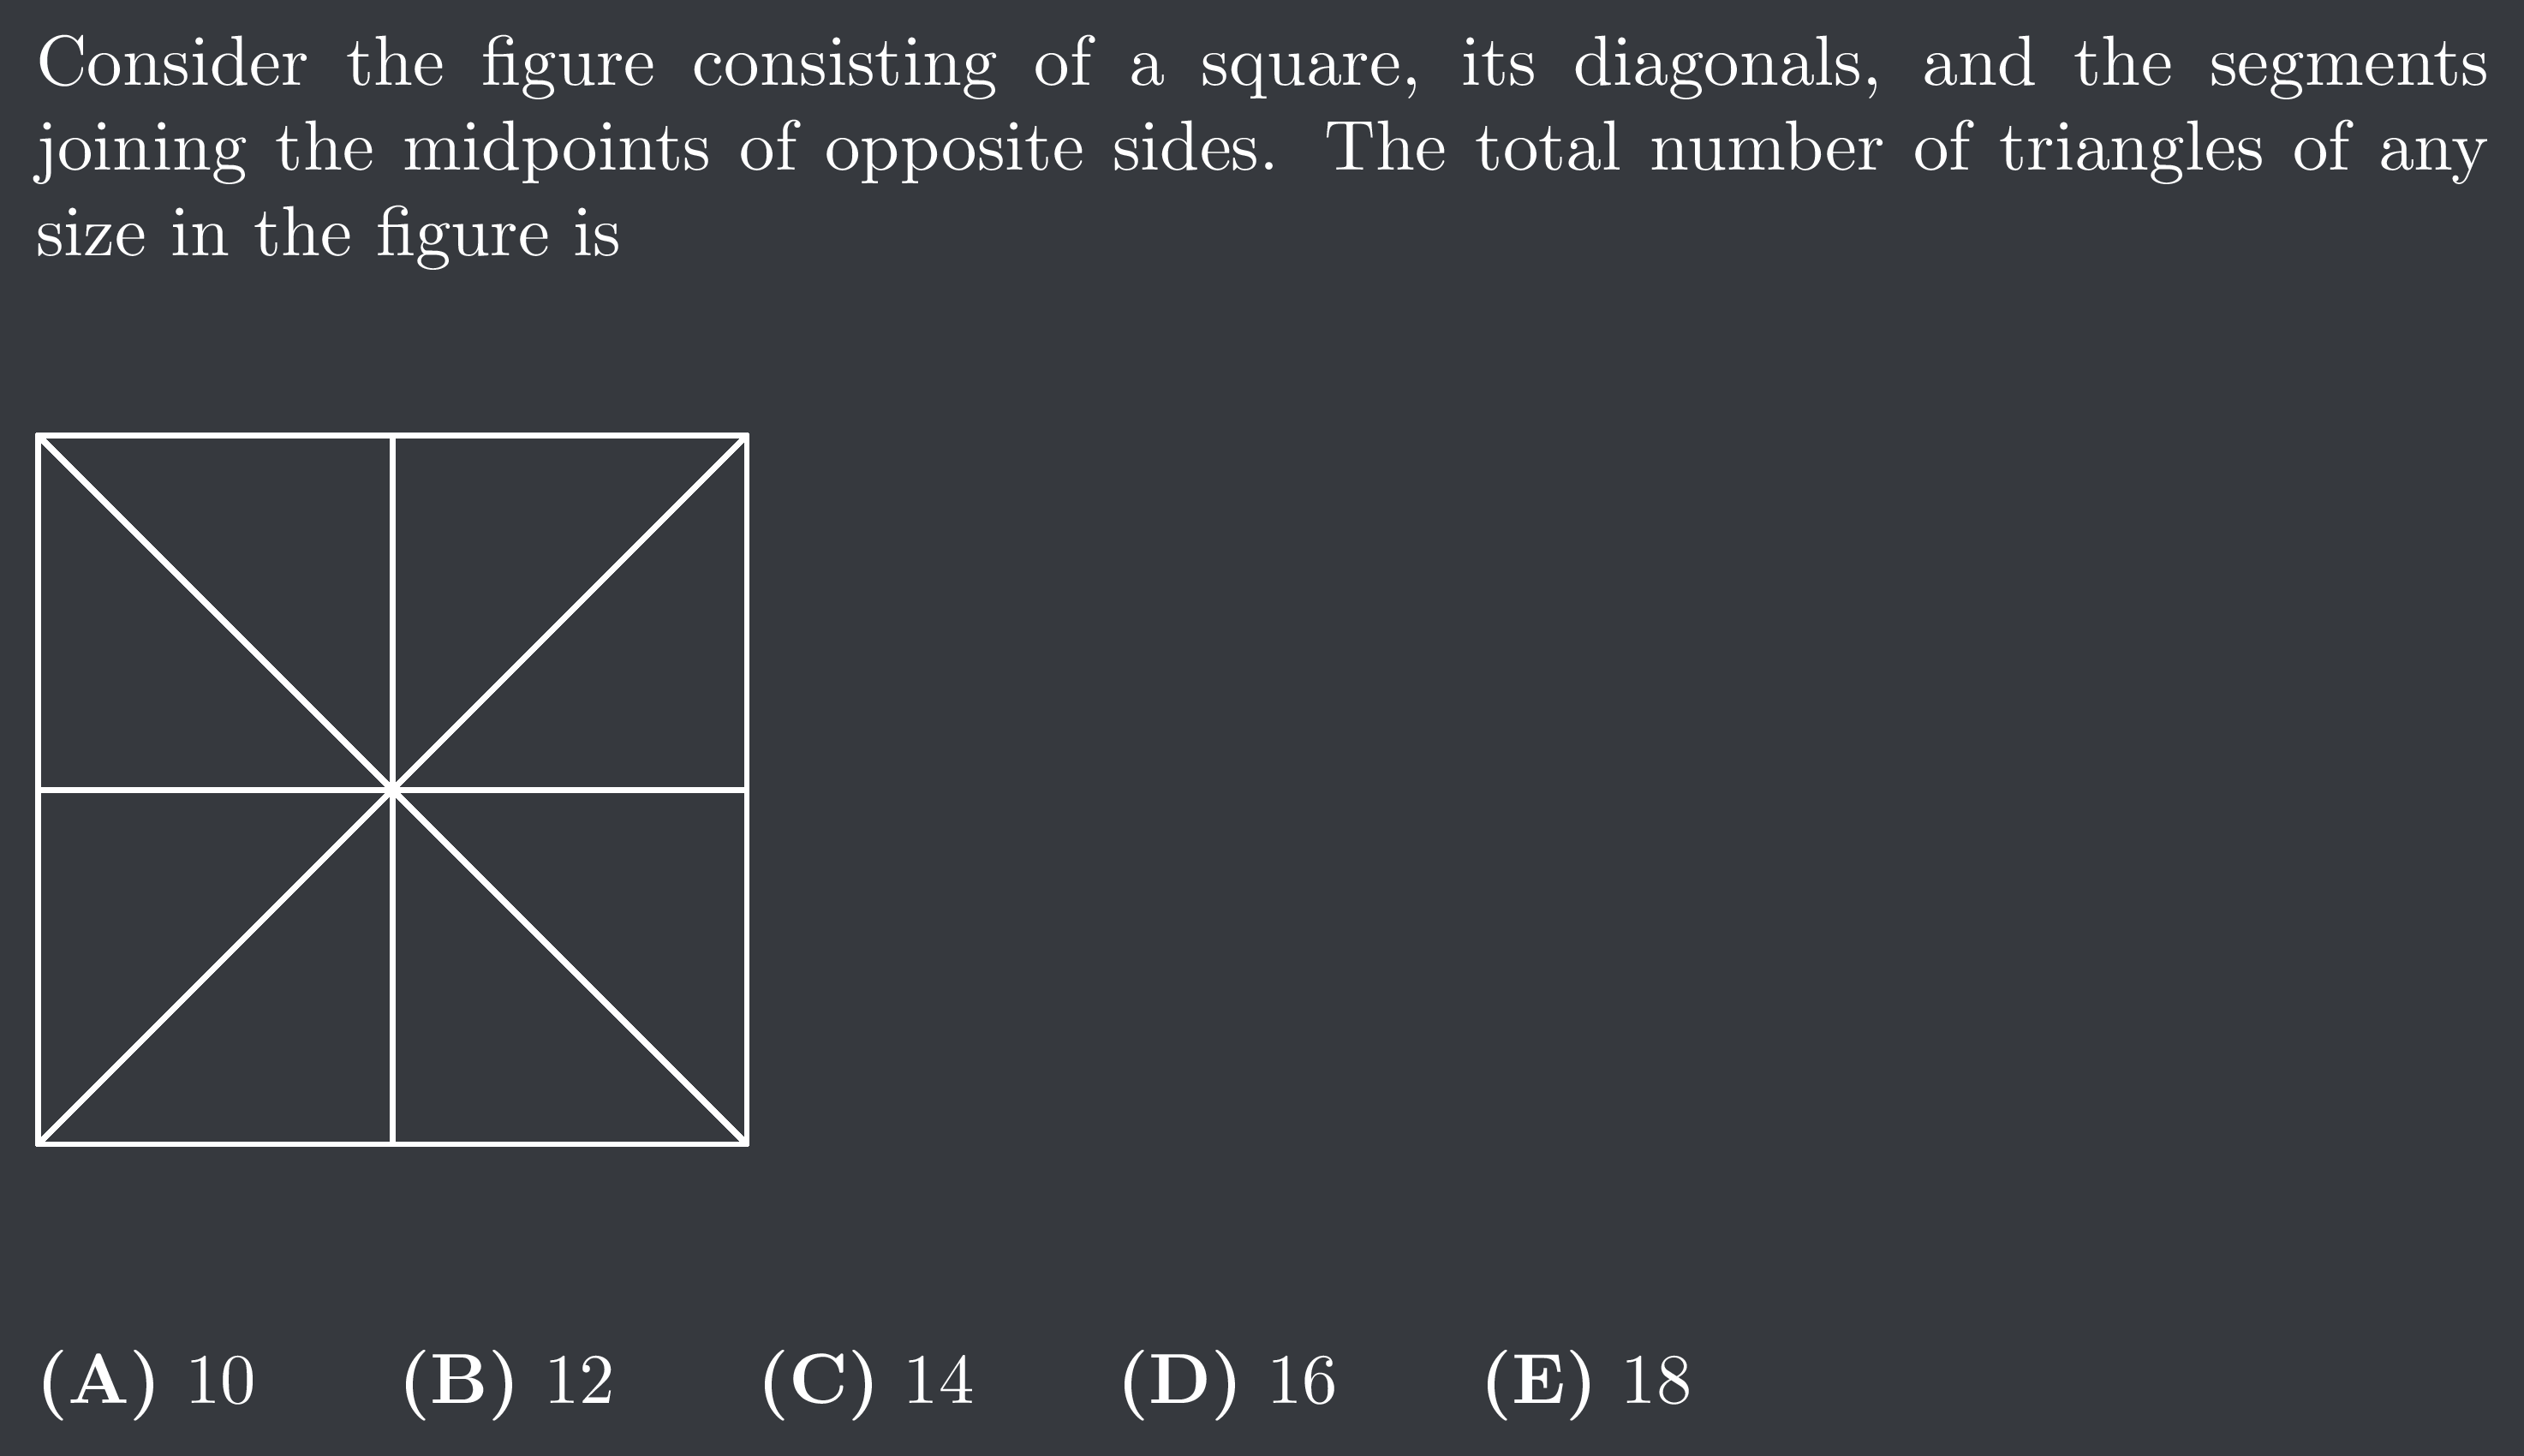 Consider the figure consisting of a square, its diagonals, and the segments
joining the midpoints of opposite sides. The total number of triangles of any
size in the figure is
(A) 10 (B) 12 (C) 14 (D) 16 (E) 18